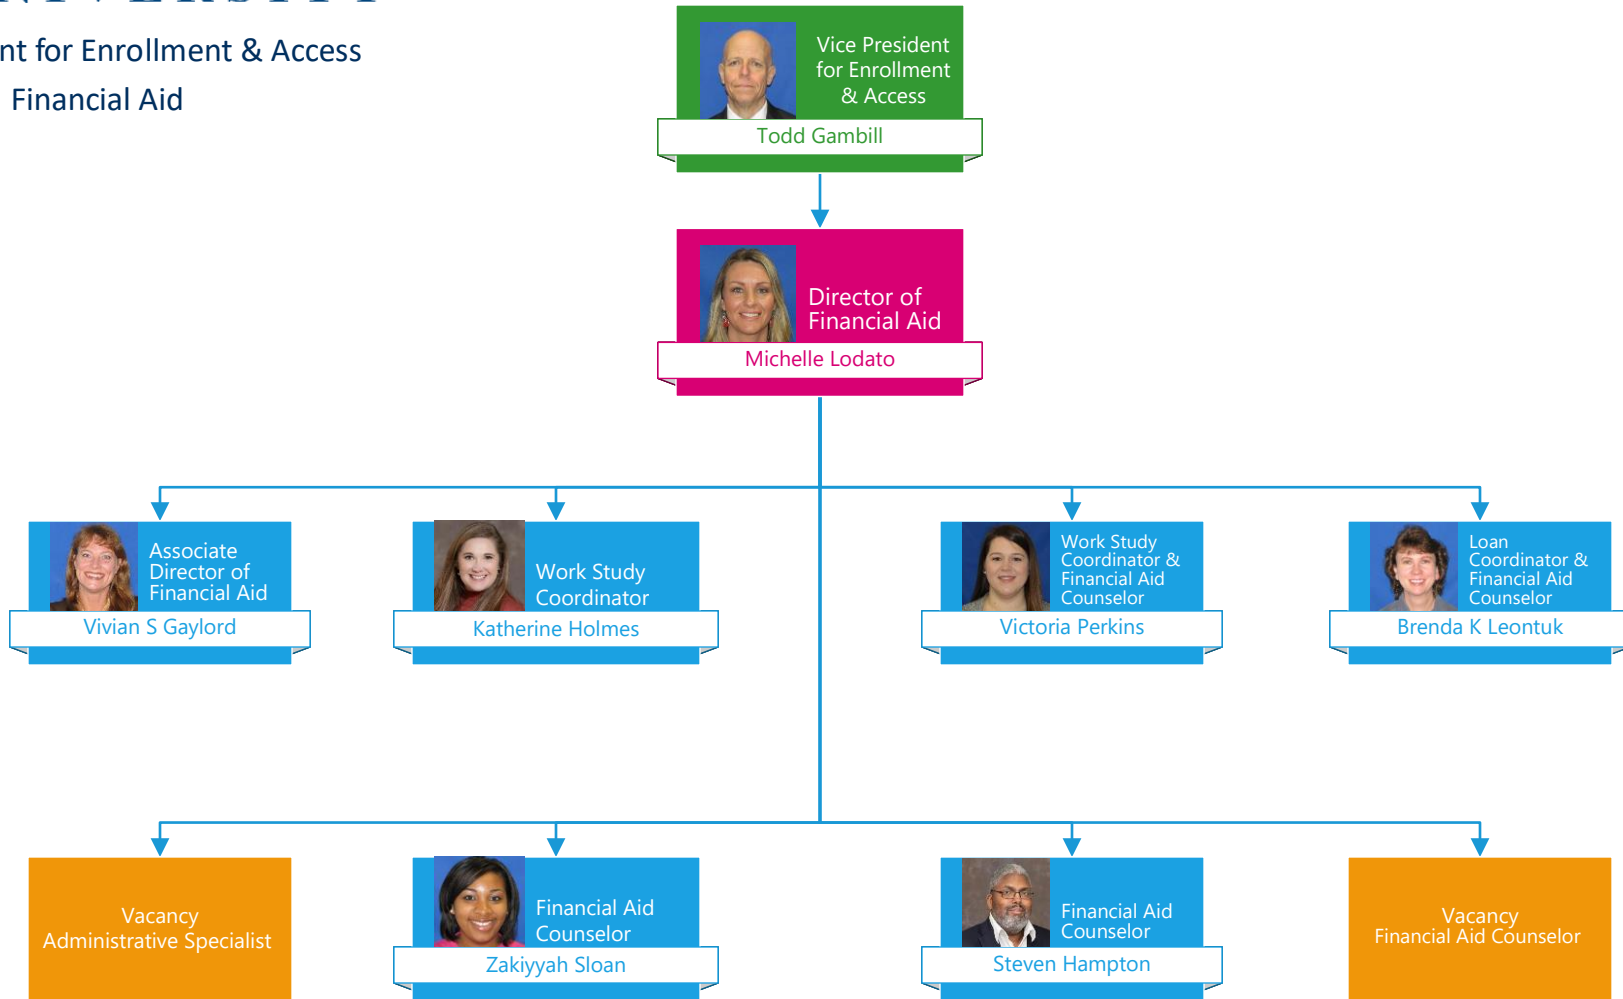 nt for Enrollment & Access
Financial Aid
Vice President
for Enrollment
& Access
Todd Gambill
Director of
Financial Aid
Michelle Lodato
Associate
Director of
Financial Aid
Vivian S Gaylord
Work Study
Coordinator
Katherine Holmes
Work Study
Coordinator &
Financial Aid
Counselor
Victoria Perkins
Loan
Coordinator &
Financial Aid
Counselor
Brenda K Leontuk
Vacancy
Administrative Specialist
Financial Aid
Counselor
Zakiyyah Sloan
Financial Aid
Counselor
Steven Hampton
Vacancy
Financial Aid Counselor